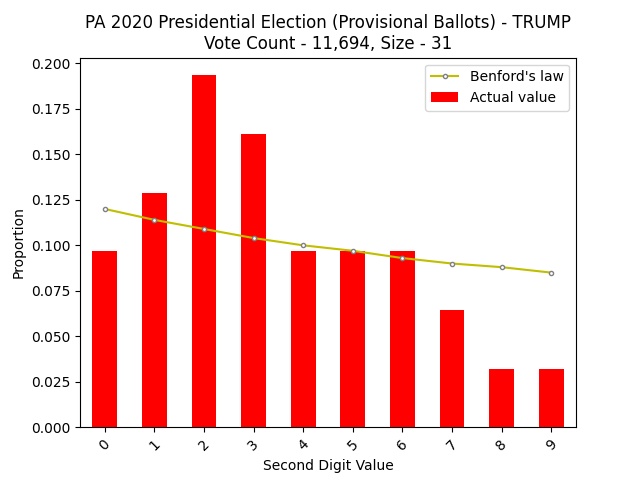 PA 2020 Presidential Election (Provisional Ballots) - TRUMP
Vote Count - 11,694, Size - 31
Benford's law
Actual value
0.200
0.175
0.150
0.125
0.100
0.075
0.050
0.025
0.000
Proportion
0 1 2 3 4 5 6 7 8 9
Second Digit Value